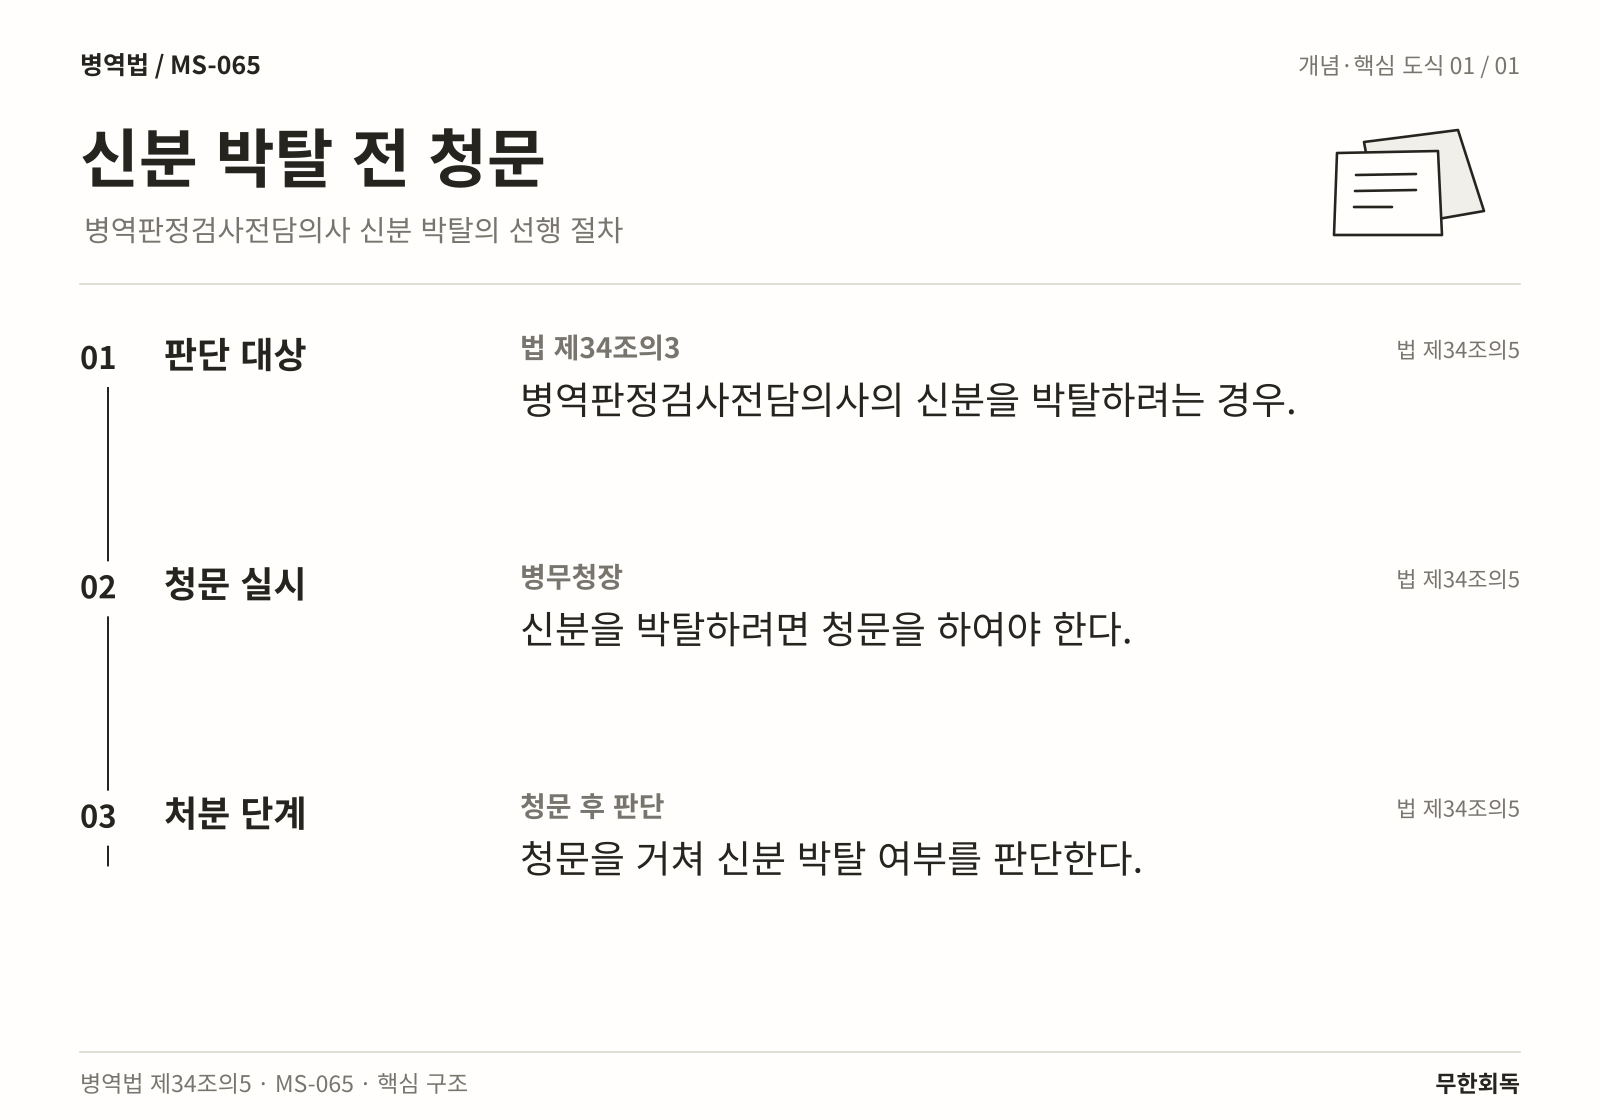 병역법 / MS-065
개념·핵심 도식 01 / 01
신분 박탈 전 청문
병역판정검사전담의사 신분 박탈의 선행 절차
01 판단 대상
법 제34조의3
법 제34조의5
병역판정검사전담의사의 신분을 박탈하려는 경우.
02 청문 실시
병무청장
법 제34조의5
신분을 박탈하려면 청문을 하여야 한다.
03 처분 단계
청문 후 판단
법 제34조의5
청문을 거쳐 신분 박탈 여부를 판단한다.
병역법 제34조의5 · MS-065 · 핵심 구조
무한회독